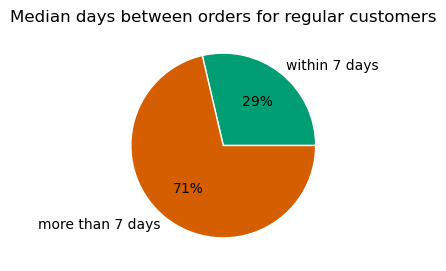 Median days between orders for regular customers
within 7 days
29%
71%
more than 7 days